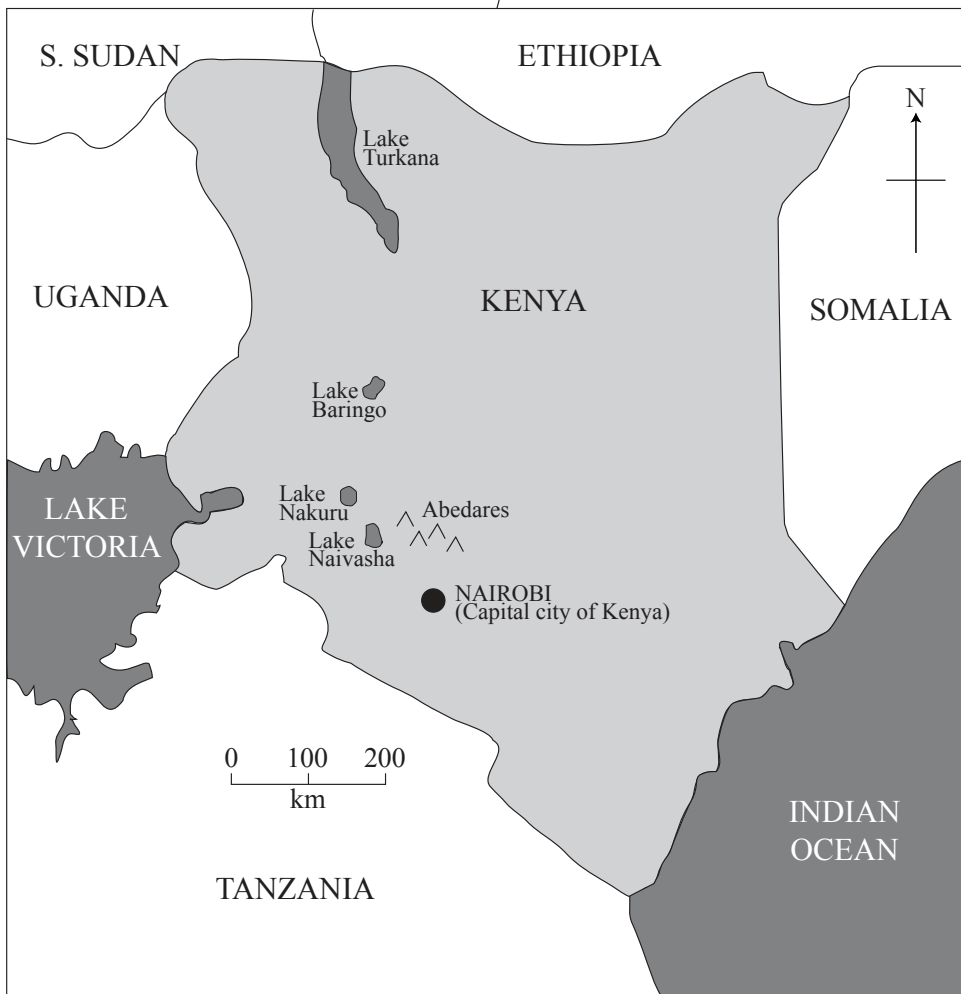 S. SUDAN
ETHIOPIA
N
Lake
Turkana
UGANDA
KENYA
SOMALIA
Lake
Baringo
LAKE
VICTORIA
Lake
Nakuru
Abedares
Lake
Naivasha
NAIROBI
(Capital city of Kenya)
0 100 200
km
INDIAN
OCEAN
TANZANIA